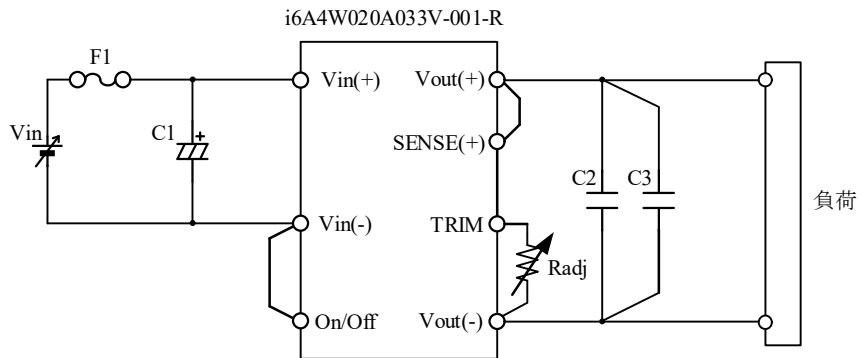 i6A4W020A033V-001-R
F1
Vin(+)
Vout(+)
Vin
C1
+
SENSE(+)
C2
C3
負荷
Vin(-)
TRIM
Radj
On/Off
Vout(-)